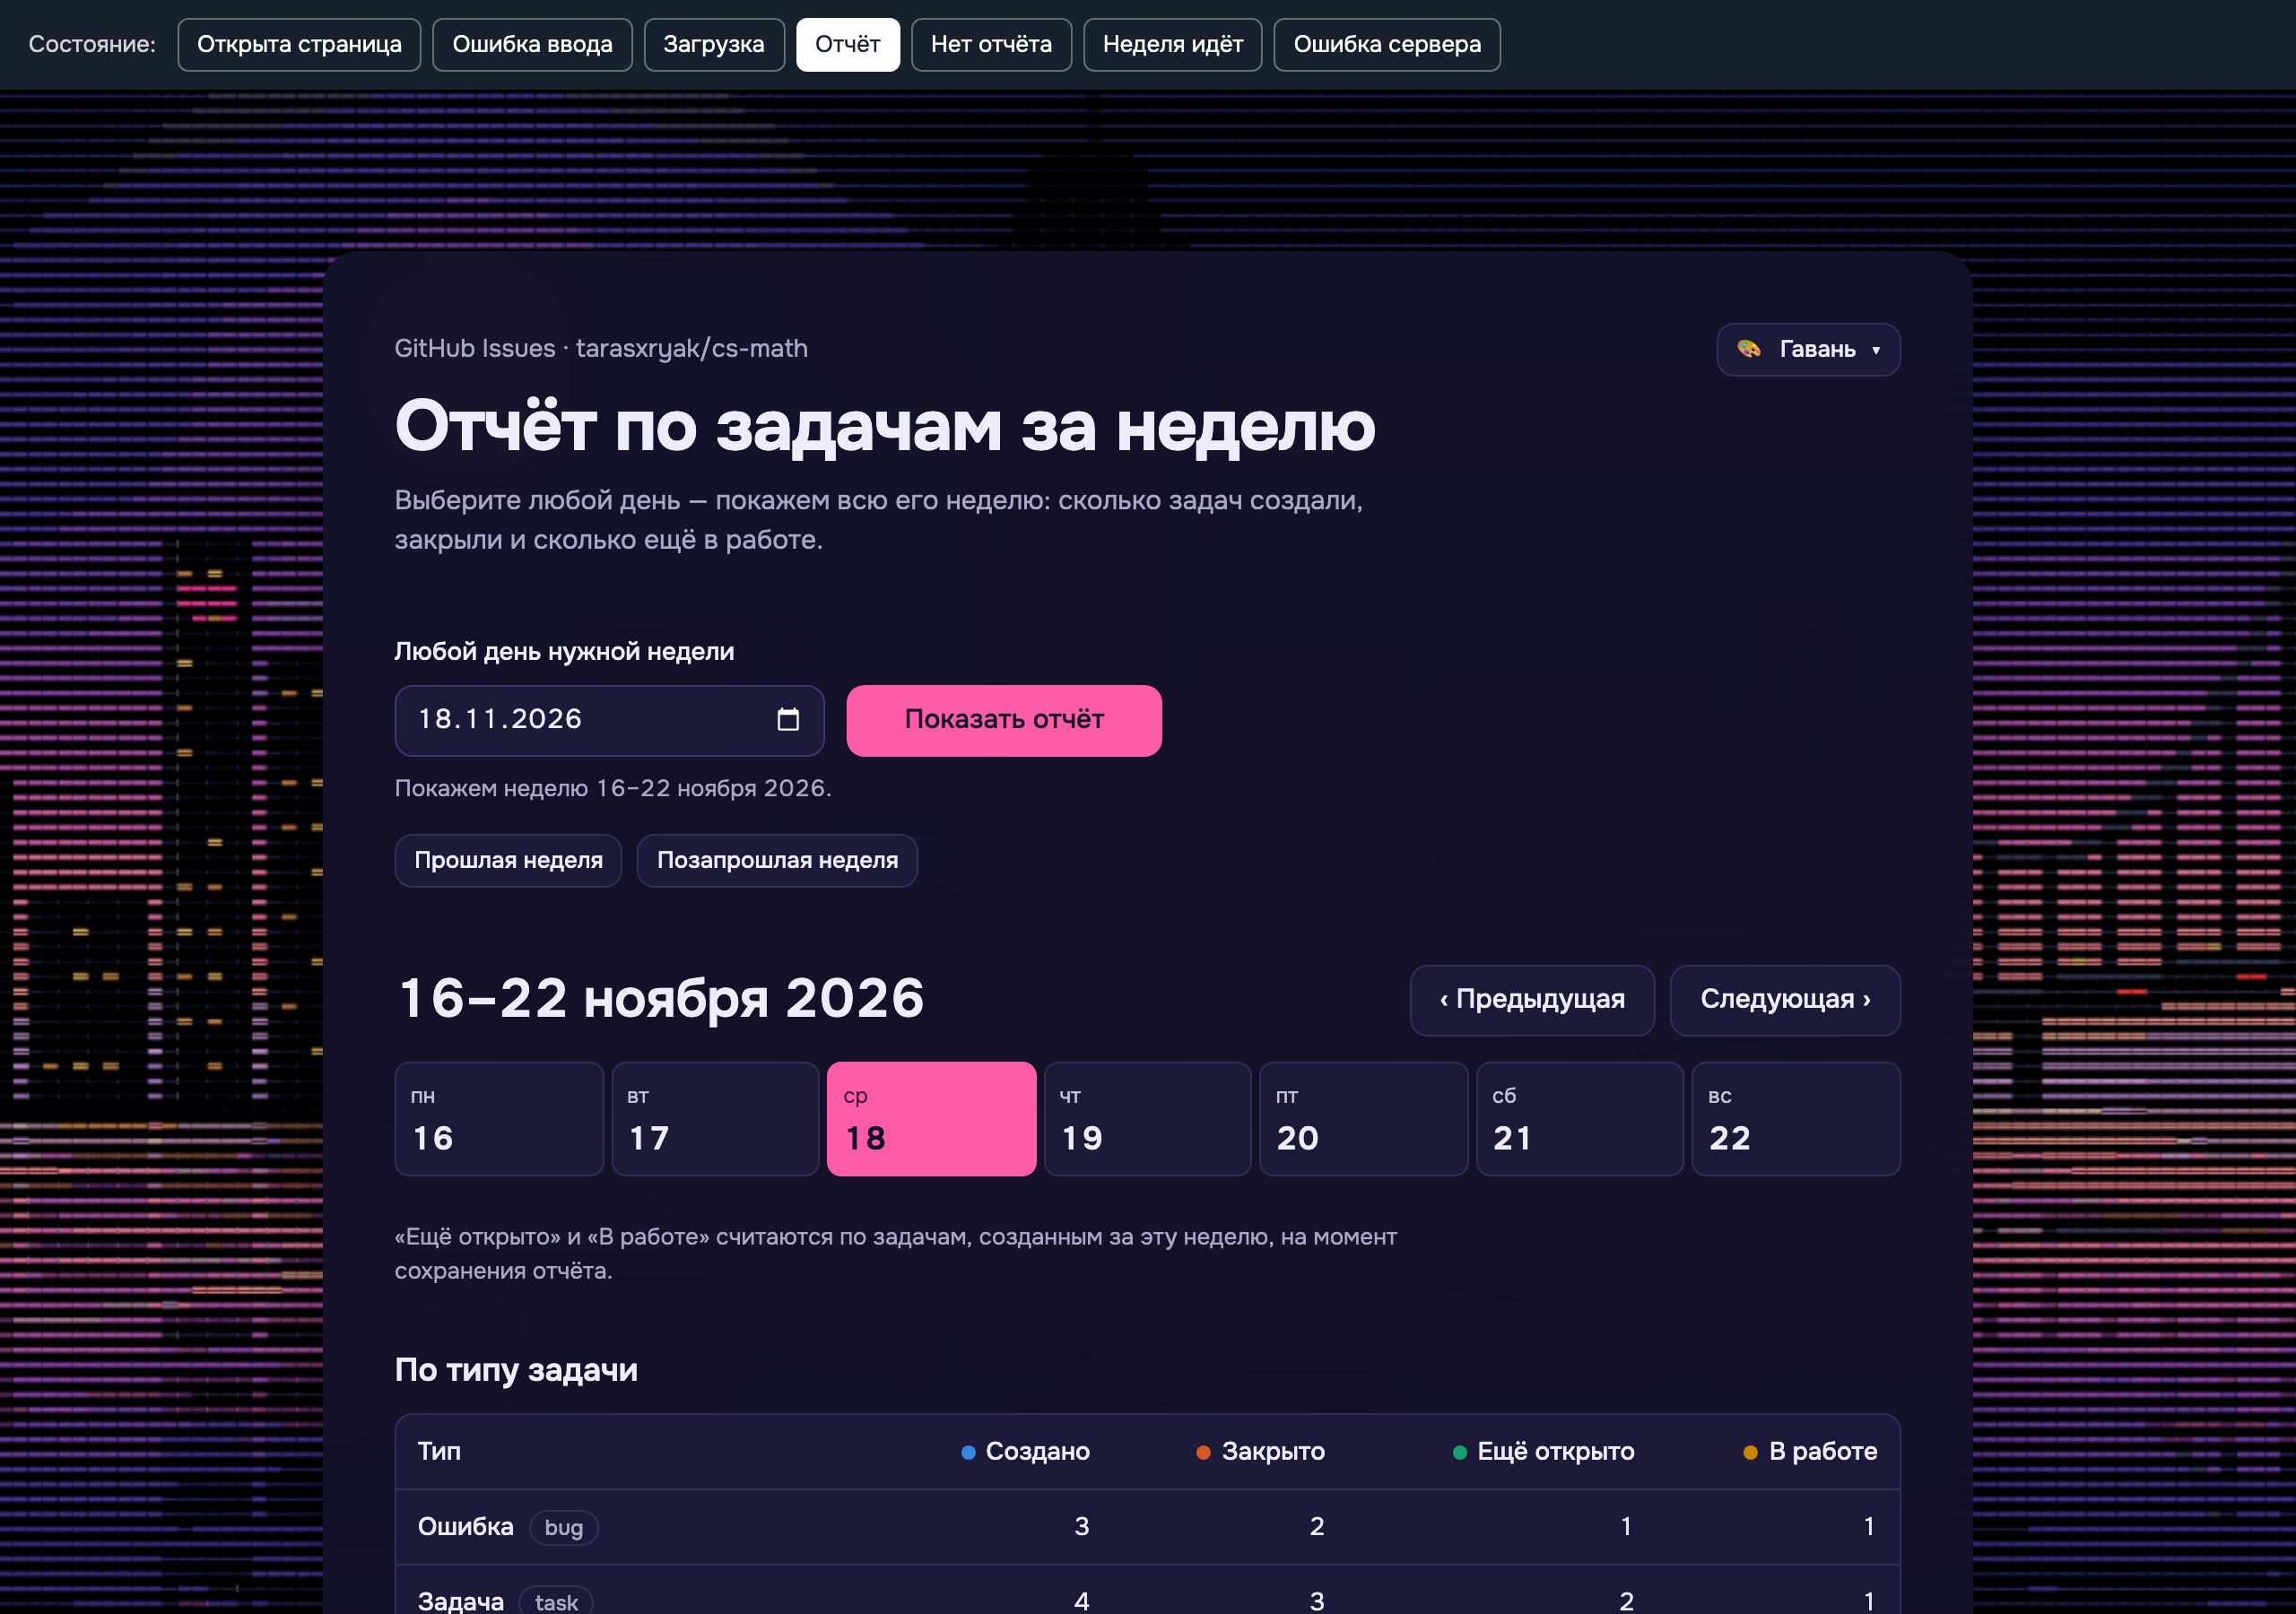 Состояние: Открыта страница Ошибка ввода Загрузка Отчёт Нет отчёта Неделя идёт Ошибка сервера
GitHub Issues · tarasxryak/cs-math
Гавань
Отчёт по задачам за неделю
Выберите любой день — покажем всю его неделю: сколько задач создали,
закрыли и сколько ещё в работе.
Любой день нужной недели
18.11.2026 Показать отчёт
Покажем неделю 16–22 ноября 2026.
Прошлая неделя Позапрошлая неделя
16–22 ноября 2026 ‹ Предыдущая Следующая ›
пн вт ср чт пт сб вс
16 17 18 19 20 21 22
«Ещё открыто» и «В работе» считаются по задачам, созданным за эту неделю, на момент
сохранения отчёта.
По типу задачи
Тип Создано Закрыто Ещё открыто В работе
Ошибка bug 3 2 1 1
Задача task 4 3 2 1